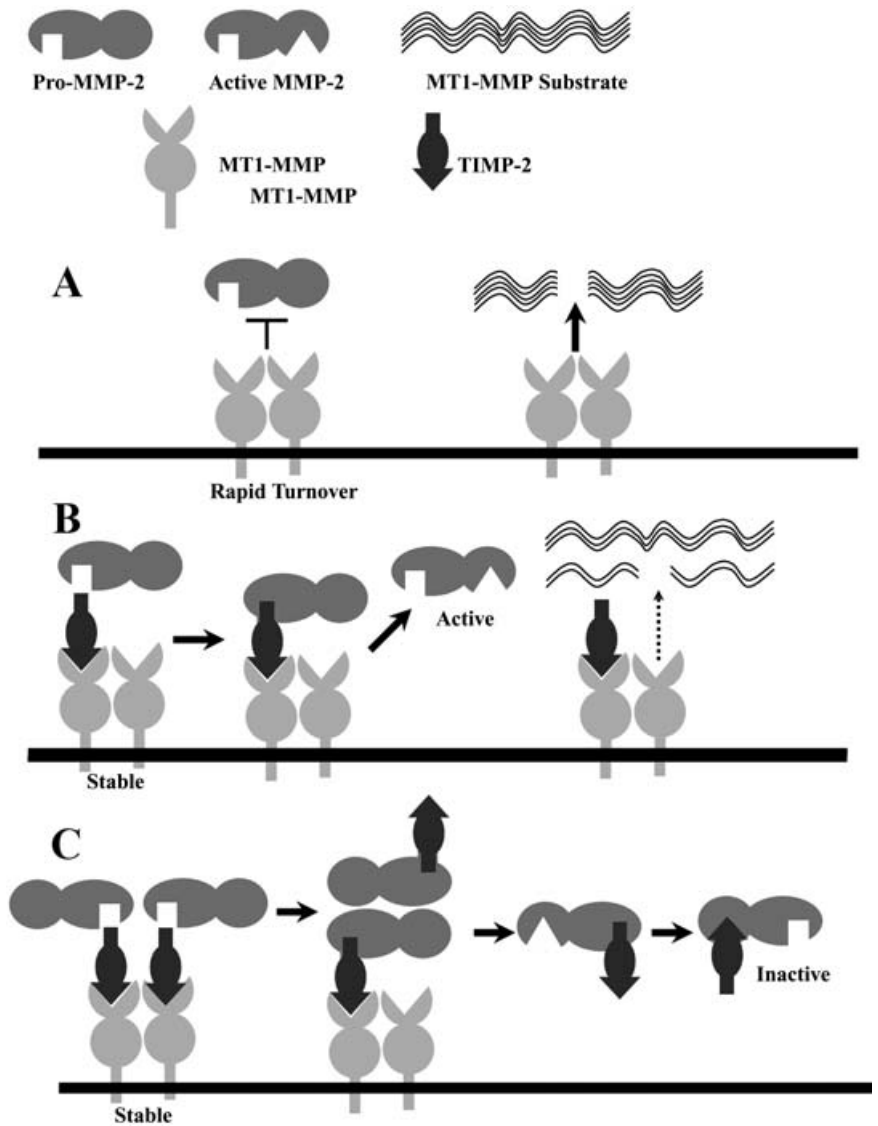 Pro-MMP-2
Active MMP-2
MT1-MMP Substrate
MT1-MMP
MT1-MMP
TIMP-2
A
Rapid Turnover
B
Active
Stable
C
Inactive
Stable